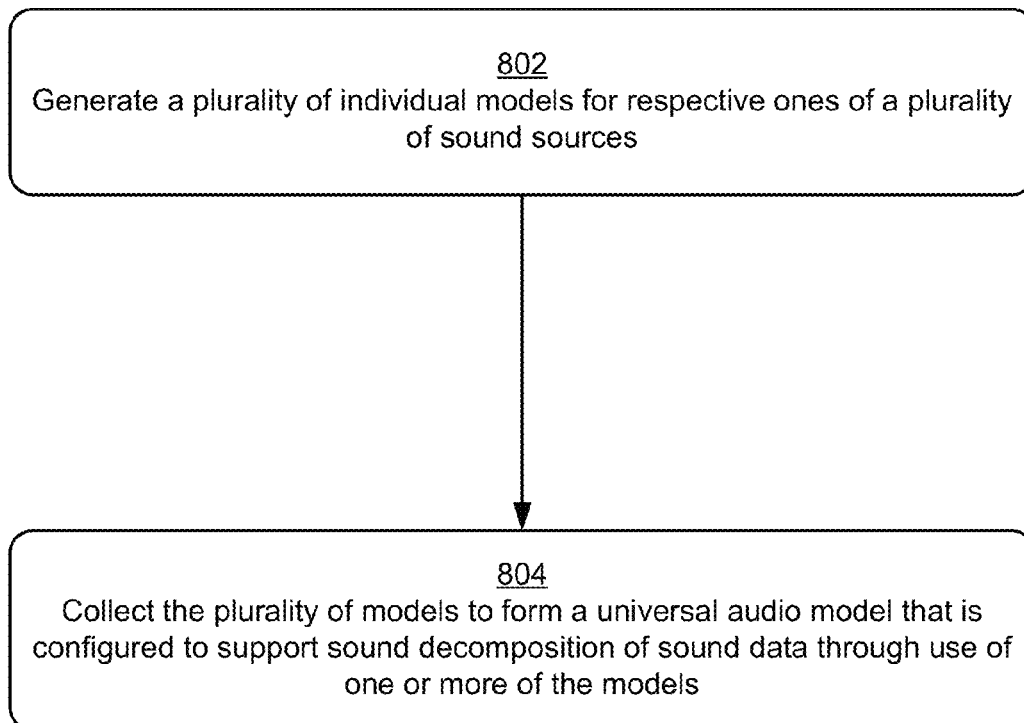 802
Generate a plurality of individual models for respective ones of a plurality
of sound sources
804
Collect the plurality of models to form a universal audio model that is
configured to support sound decomposition of sound data through use of
one or more of the models